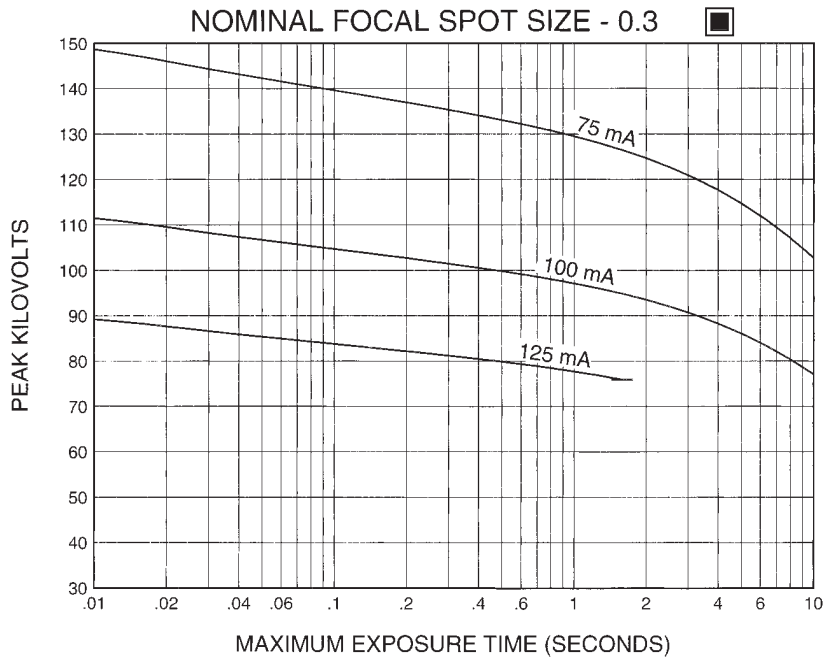 NOMINAL FOCAL SPOT SIZE - 0.3
150
140
130
120
110
100
90
80
70
60
50
40
30
PEAK KILOVOLTS
75 mA
100 mA
125 mA
.01 .02 .04 .06 .1 .2 .4 .6 1 2 4 6 10
MAXIMUM EXPOSURE TIME (SECONDS)